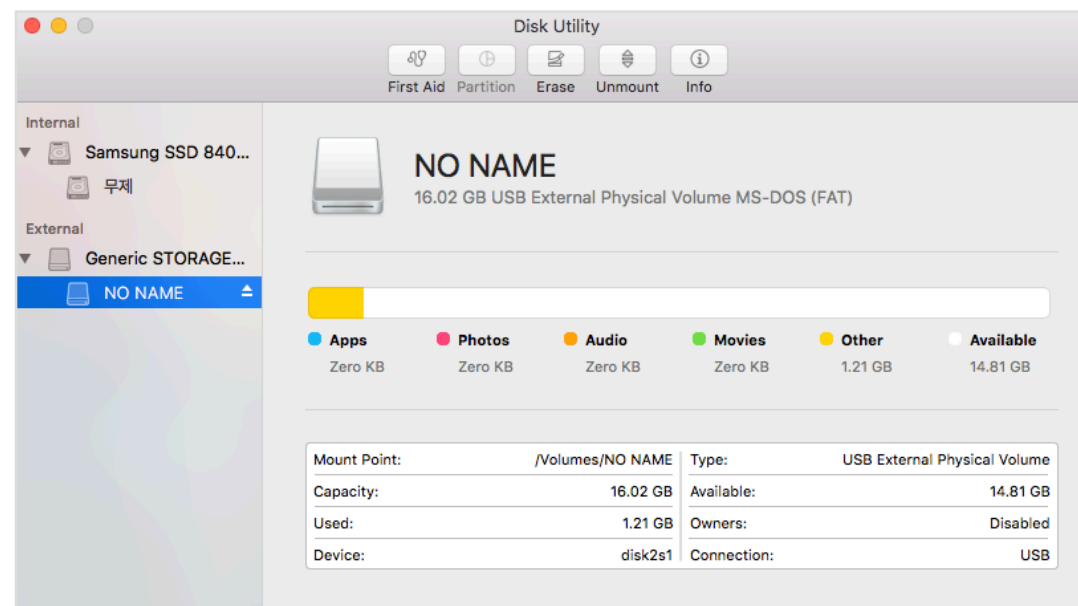 Disk Utility
First Aid Partition Erase Unmount Info
Internal
Samsung SSD 840...
무제
External
Generic STORAGE...
NO NAME
NO NAME
16.02 GB USB External Physical Volume MS-DOS (FAT)
Apps Photos Audio Movies Other Available
Zero KB Zero KB Zero KB Zero KB 1.21 GB 14.81 GB
Mount Point: /Volumes/NO NAME Type: USB External Physical Volume
Capacity: 16.02 GB Available: 14.81 GB
Used: 1.21 GB Owners: Disabled
Device: disk2s1 Connection: USB